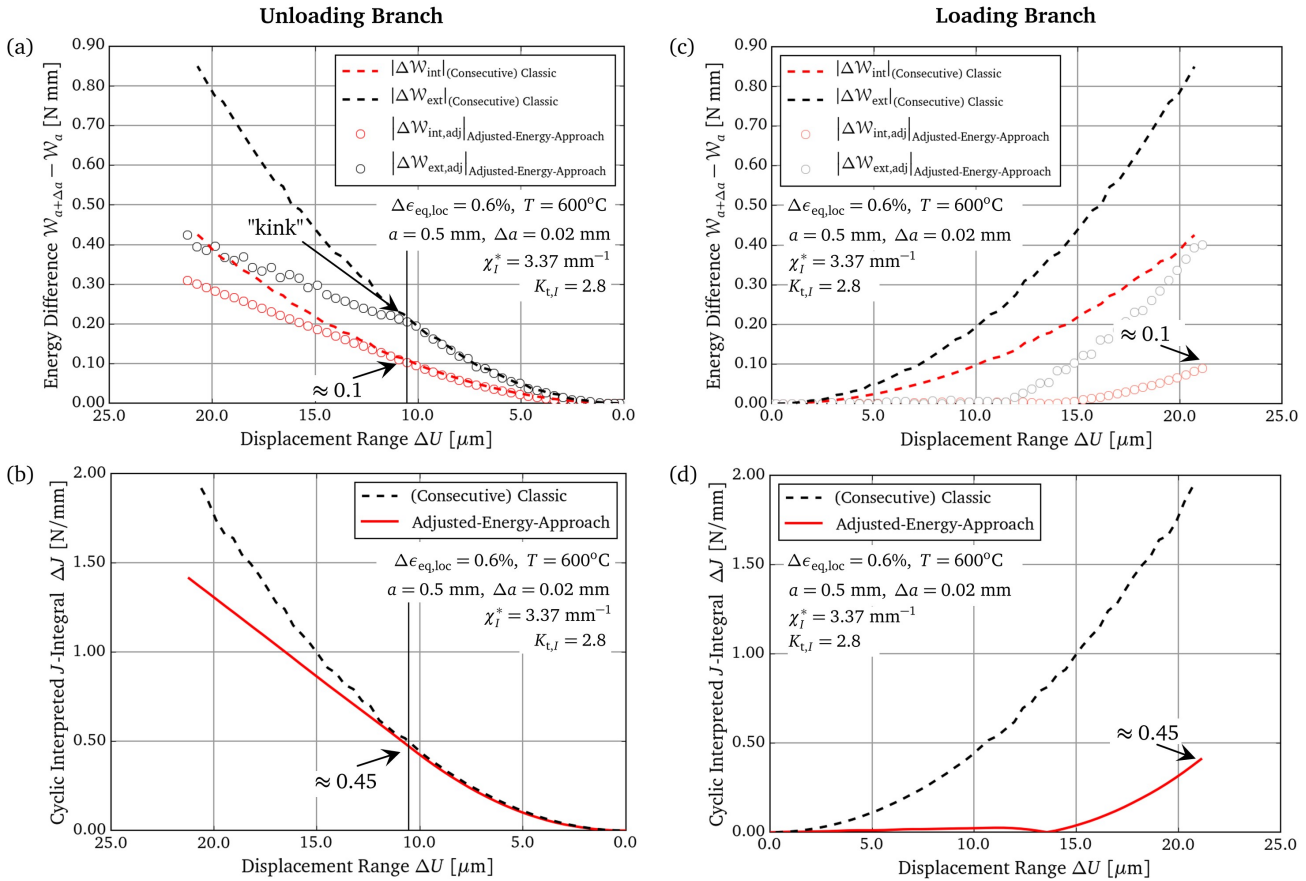 Unloading Branch
Loading Branch
(a)
Energy Difference 𝒲a+Δa − 𝒲a [N mm]
0.90
0.80
0.70
0.60
0.50
0.40
0.30
0.20
0.10
0.00
|Δ𝒲int|(Consecutive) Classic
|Δ𝒲ext|(Consecutive) Classic
|Δ𝒲int,adj|Adjusted-Energy-Approach
|Δ𝒲ext,adj|Adjusted-Energy-Approach
Δϵeq,loc = 0.6%, T = 600°C
a = 0.5 mm, Δa = 0.02 mm
χ*I = 3.37 mm⁻¹
Kt,I = 2.8
"kink"
≈ 0.1
25.0 20.0 15.0 10.0 5.0 0.0
Displacement Range ΔU [μm]
(c)
Energy Difference 𝒲a+Δa − 𝒲a [N mm]
0.90
0.80
0.70
0.60
0.50
0.40
0.30
0.20
0.10
0.00
|Δ𝒲int|(Consecutive) Classic
|Δ𝒲ext|(Consecutive) Classic
|Δ𝒲int,adj|Adjusted-Energy-Approach
|Δ𝒲ext,adj|Adjusted-Energy-Approach
Δϵeq,loc = 0.6%, T = 600°C
a = 0.5 mm, Δa = 0.02 mm
χ*I = 3.37 mm⁻¹
Kt,I = 2.8
≈ 0.1
0.0 5.0 10.0 15.0 20.0 25.0
Displacement Range ΔU [μm]
(b)
Cyclic Interpreted J-Integral ΔJ [N/mm]
2.00
1.50
1.00
0.50
0.00
(Consecutive) Classic
Adjusted-Energy-Approach
Δϵeq,loc = 0.6%, T = 600°C
a = 0.5 mm, Δa = 0.02 mm
χ*I = 3.37 mm⁻¹
Kt,I = 2.8
≈ 0.45
25.0 20.0 15.0 10.0 5.0 0.0
Displacement Range ΔU [μm]
(d)
Cyclic Interpreted J-Integral ΔJ [N/mm]
2.00
1.50
1.00
0.50
0.00
(Consecutive) Classic
Adjusted-Energy-Approach
Δϵeq,loc = 0.6%, T = 600°C
a = 0.5 mm, Δa = 0.02 mm
χ*I = 3.37 mm⁻¹
Kt,I = 2.8
≈ 0.45
0.0 5.0 10.0 15.0 20.0 25.0
Displacement Range ΔU [μm]